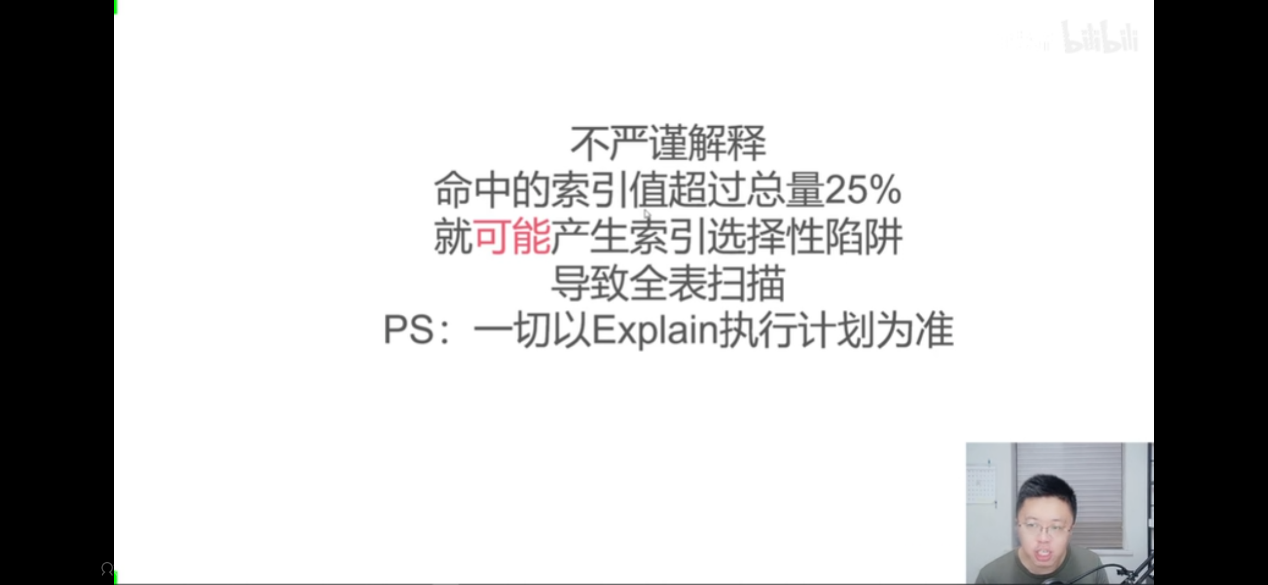 bilibili
不严谨解释
命中的索引值超过总量25%
就可能产生索引选择性陷阱
导致全表扫描
PS：一切以Explain执行计划为准